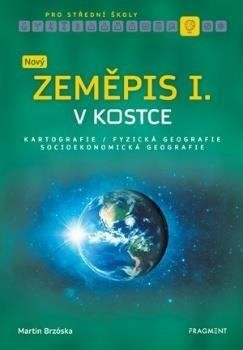 PRO STŘEDNÍ ŠKOLY
Nový
ZEMĚPIS I.
V KOSTCE
KARTOGRAFIE / FYZICKÁ GEOGRAFIE
SOCIOEKONOMICKÁ GEOGRAFIE
Martin Brzóska
FRAGMENT